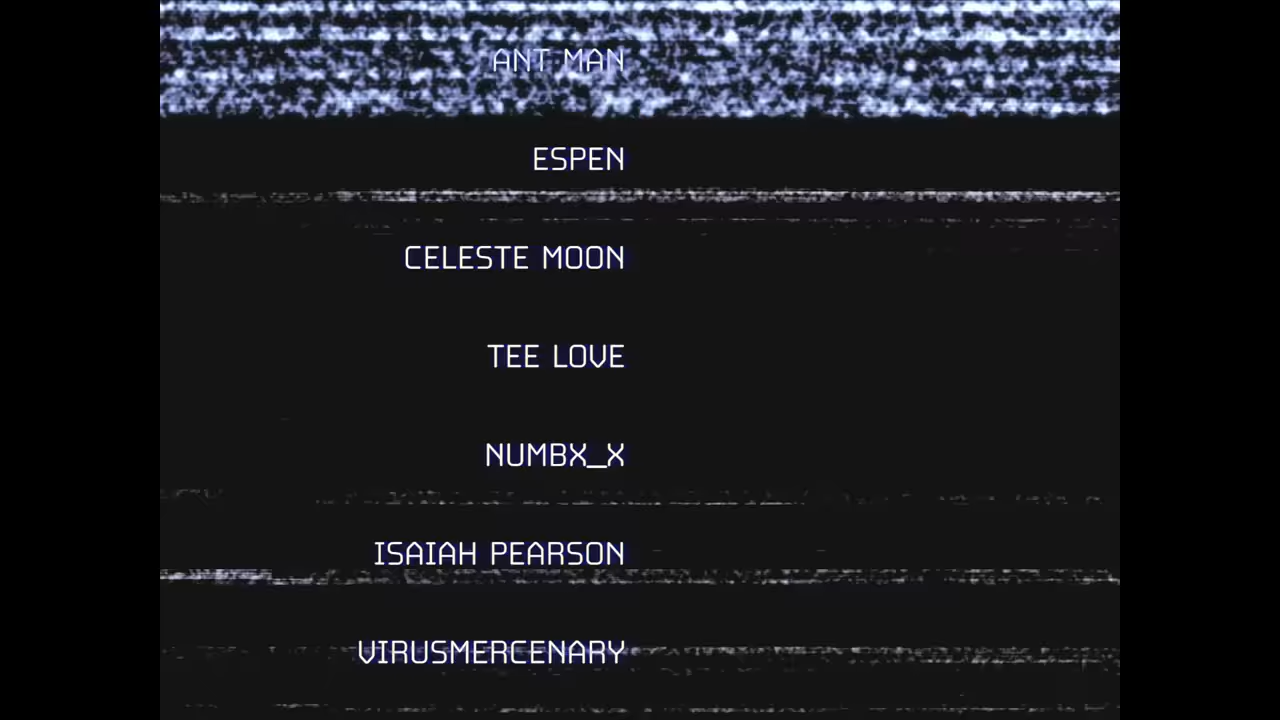 ANT MAN
ESPEN
CELESTE MOON
TEE LOVE
NUMBX_X
ISAIAH PEARSON
VIRUSMERCENARY